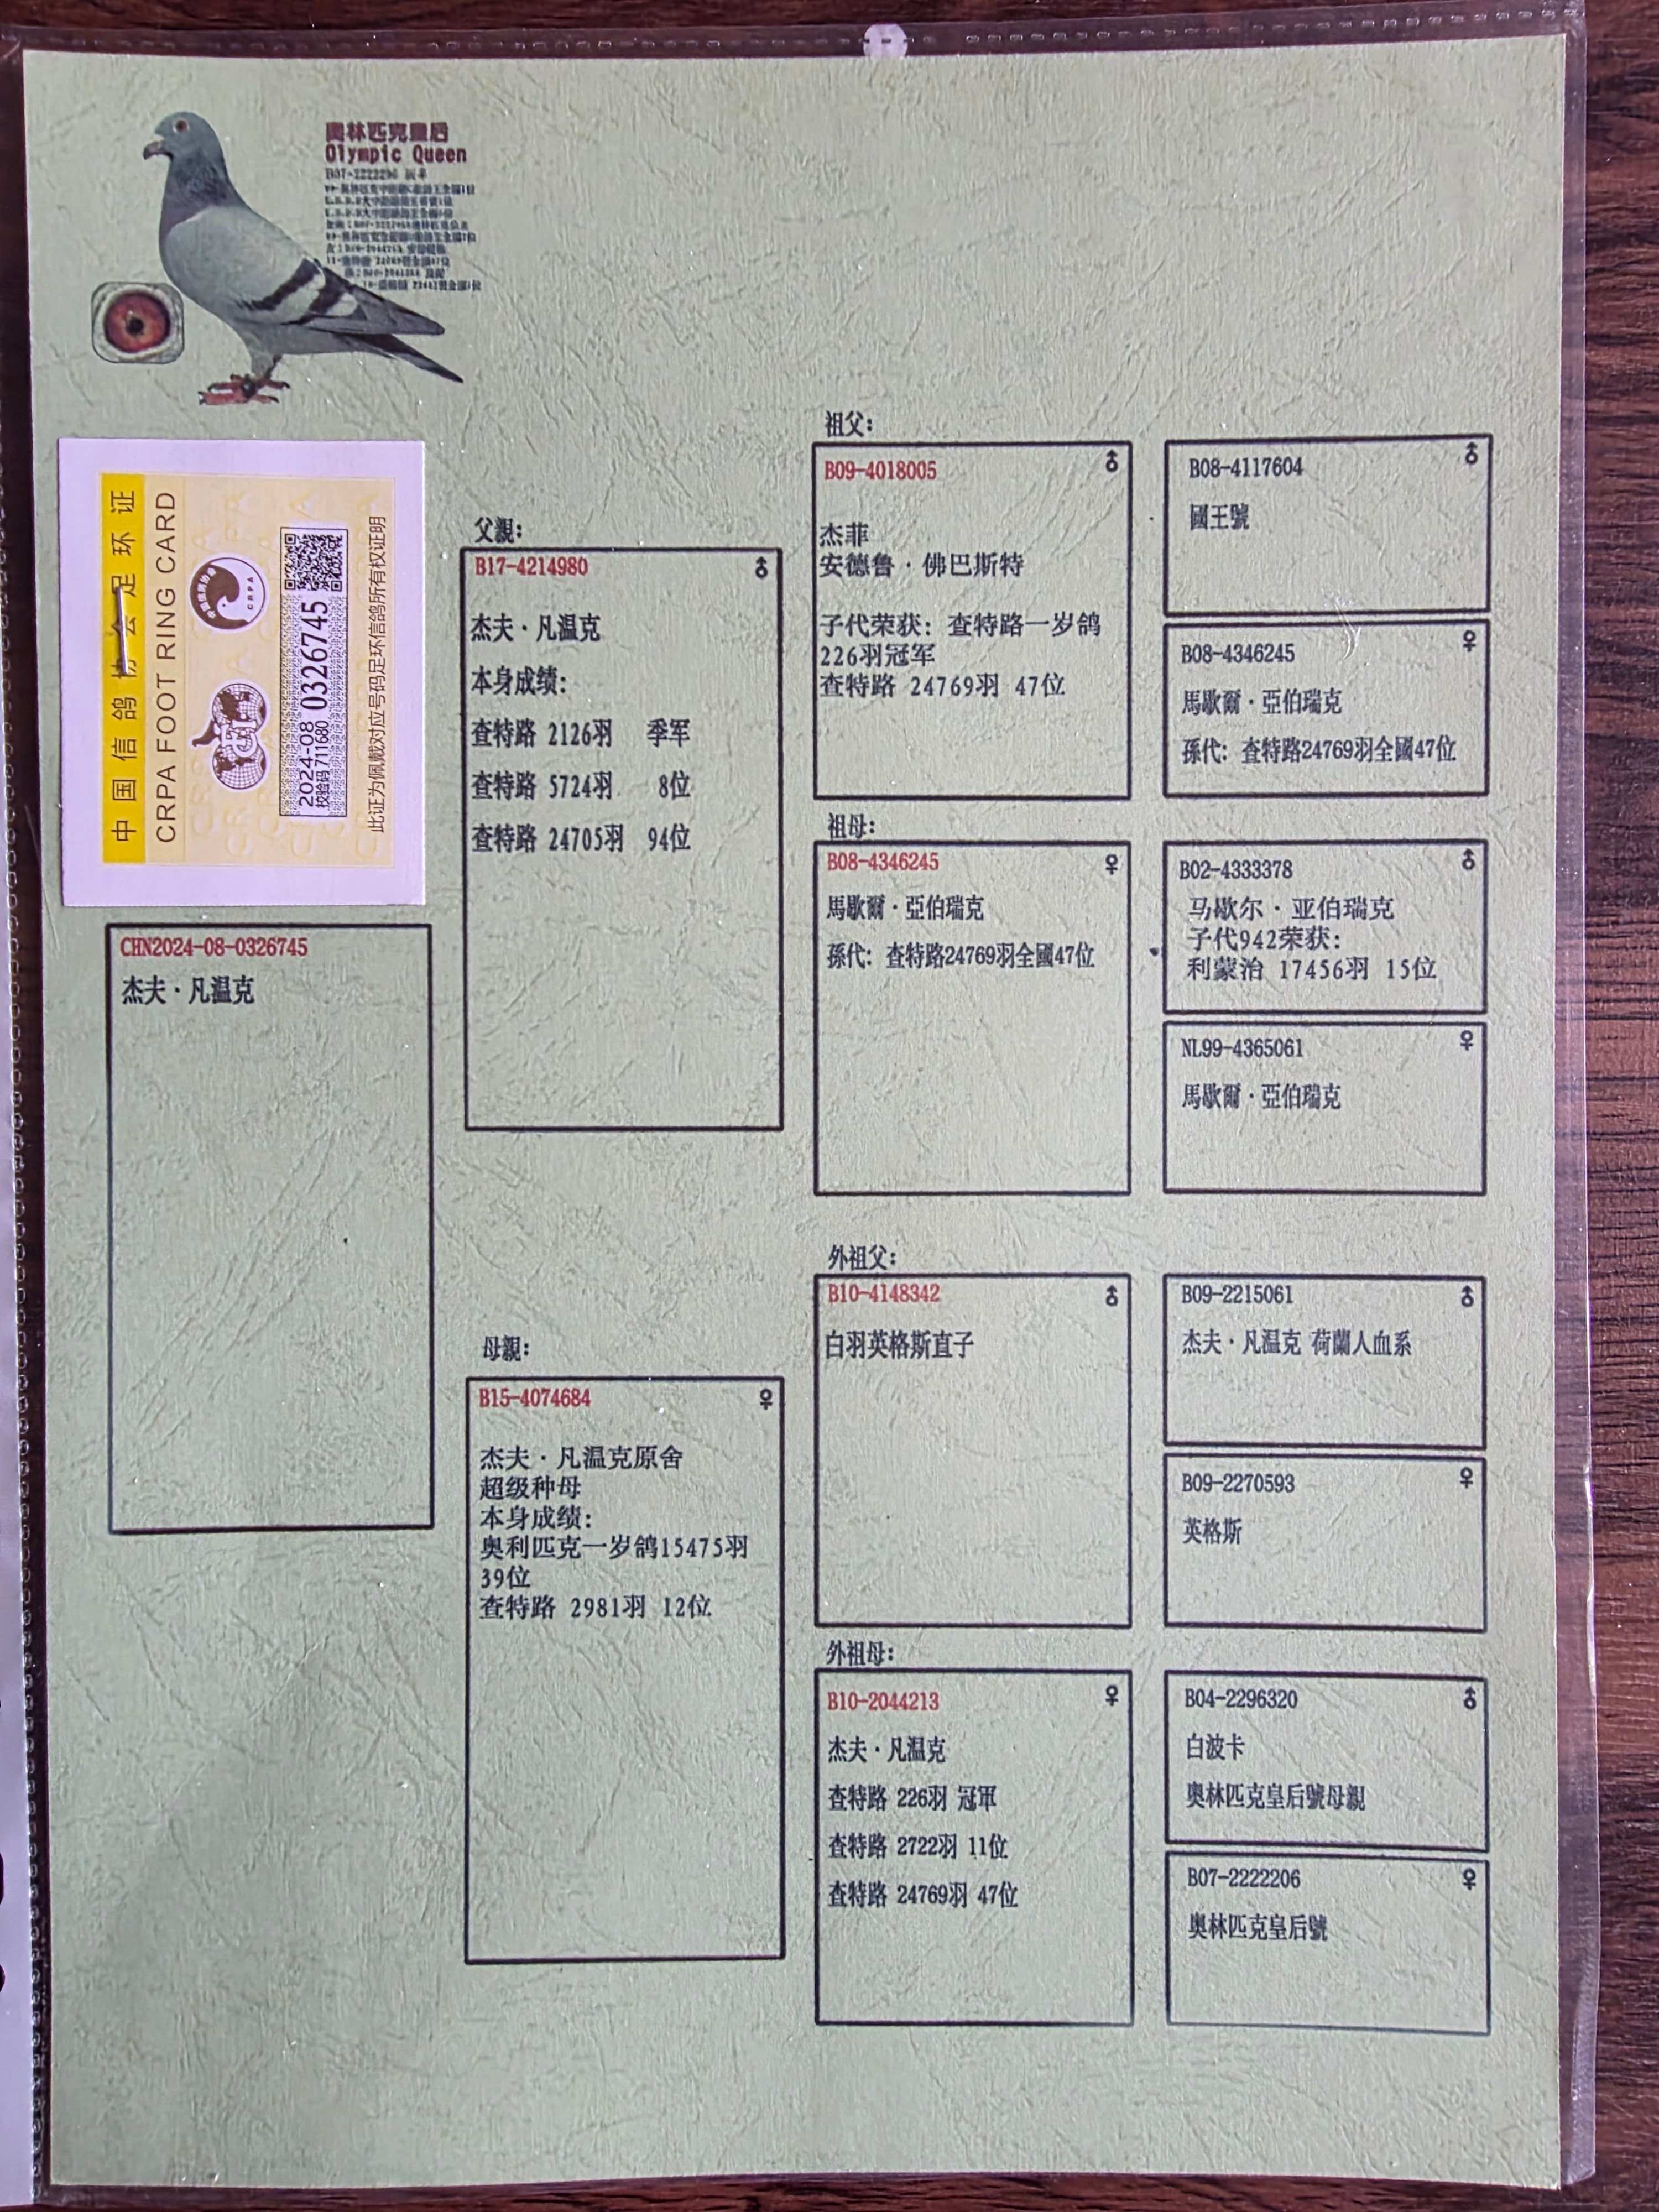 奥林匹克皇后
Olympic Queen
中国信鸽协会足环证
CRPA FOOT RING CARD
CRPA
2024-08
校验码711680
0326745
此证为佩戴对应号码足环信鸽所有权证明
CHN2024-08-0326745
杰夫·凡温克
父親:
B17-4214980 ♂
杰夫·凡温克
本身成绩:
查特路 2126羽 季军
查特路 5724羽 8位
查特路 24705羽 94位
母親:
B15-4074684 ♀
杰夫·凡温克原舍
超级种母
本身成绩:
奥利匹克一岁鸽15475羽
39位
查特路 2981羽 12位
祖父:
B09-4018005 ♂
杰菲
安德鲁·佛巴斯特
子代荣获: 查特路一岁鸽
226羽冠军
查特路 24769羽 47位
祖母:
B08-4346245 ♀
馬歇爾·亞伯瑞克
孫代: 查特路24769羽全國47位
外祖父:
B10-4148342 ♂
白羽英格斯直子
外祖母:
B10-2044213 ♀
杰夫·凡温克
查特路 226羽 冠軍
查特路 2722羽 11位
查特路 24769羽 47位
B08-4117604 ♂
國王號
B08-4346245 ♀
馬歇爾·亞伯瑞克
孫代: 查特路24769羽全國47位
B02-4333378 ♂
马歇尔·亚伯瑞克
子代942荣获:
利蒙治 17456羽 15位
NL99-4365061 ♀
馬歇爾·亞伯瑞克
B09-2215061 ♂
杰夫·凡温克 荷蘭人血系
B09-2270593 ♀
英格斯
B04-2296320 ♂
白波卡
奥林匹克皇后號母親
B07-2222206 ♀
奥林匹克皇后號